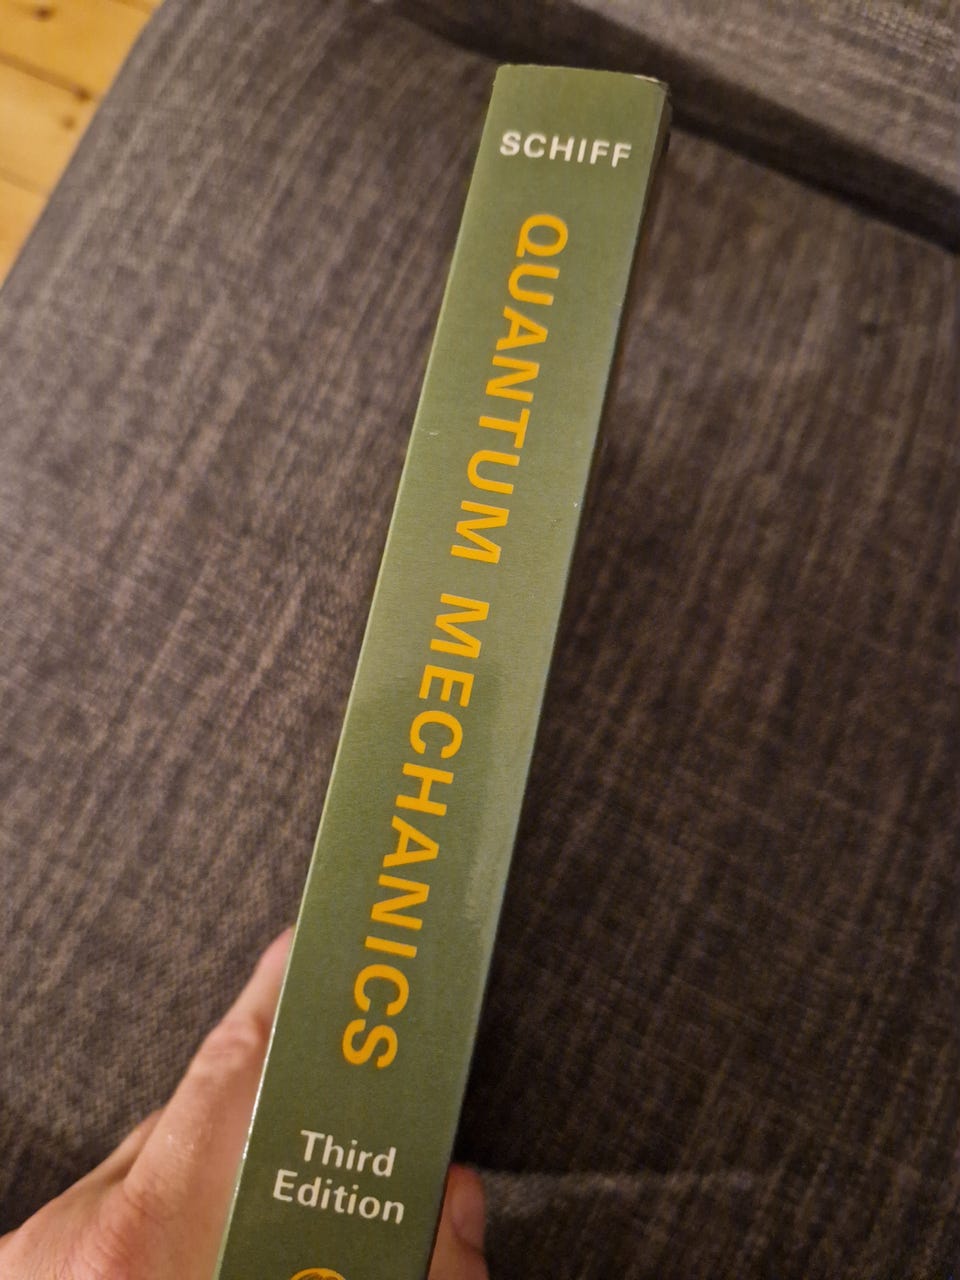 SCHIFF
QUANTUM MECHANICS
Third
Edition